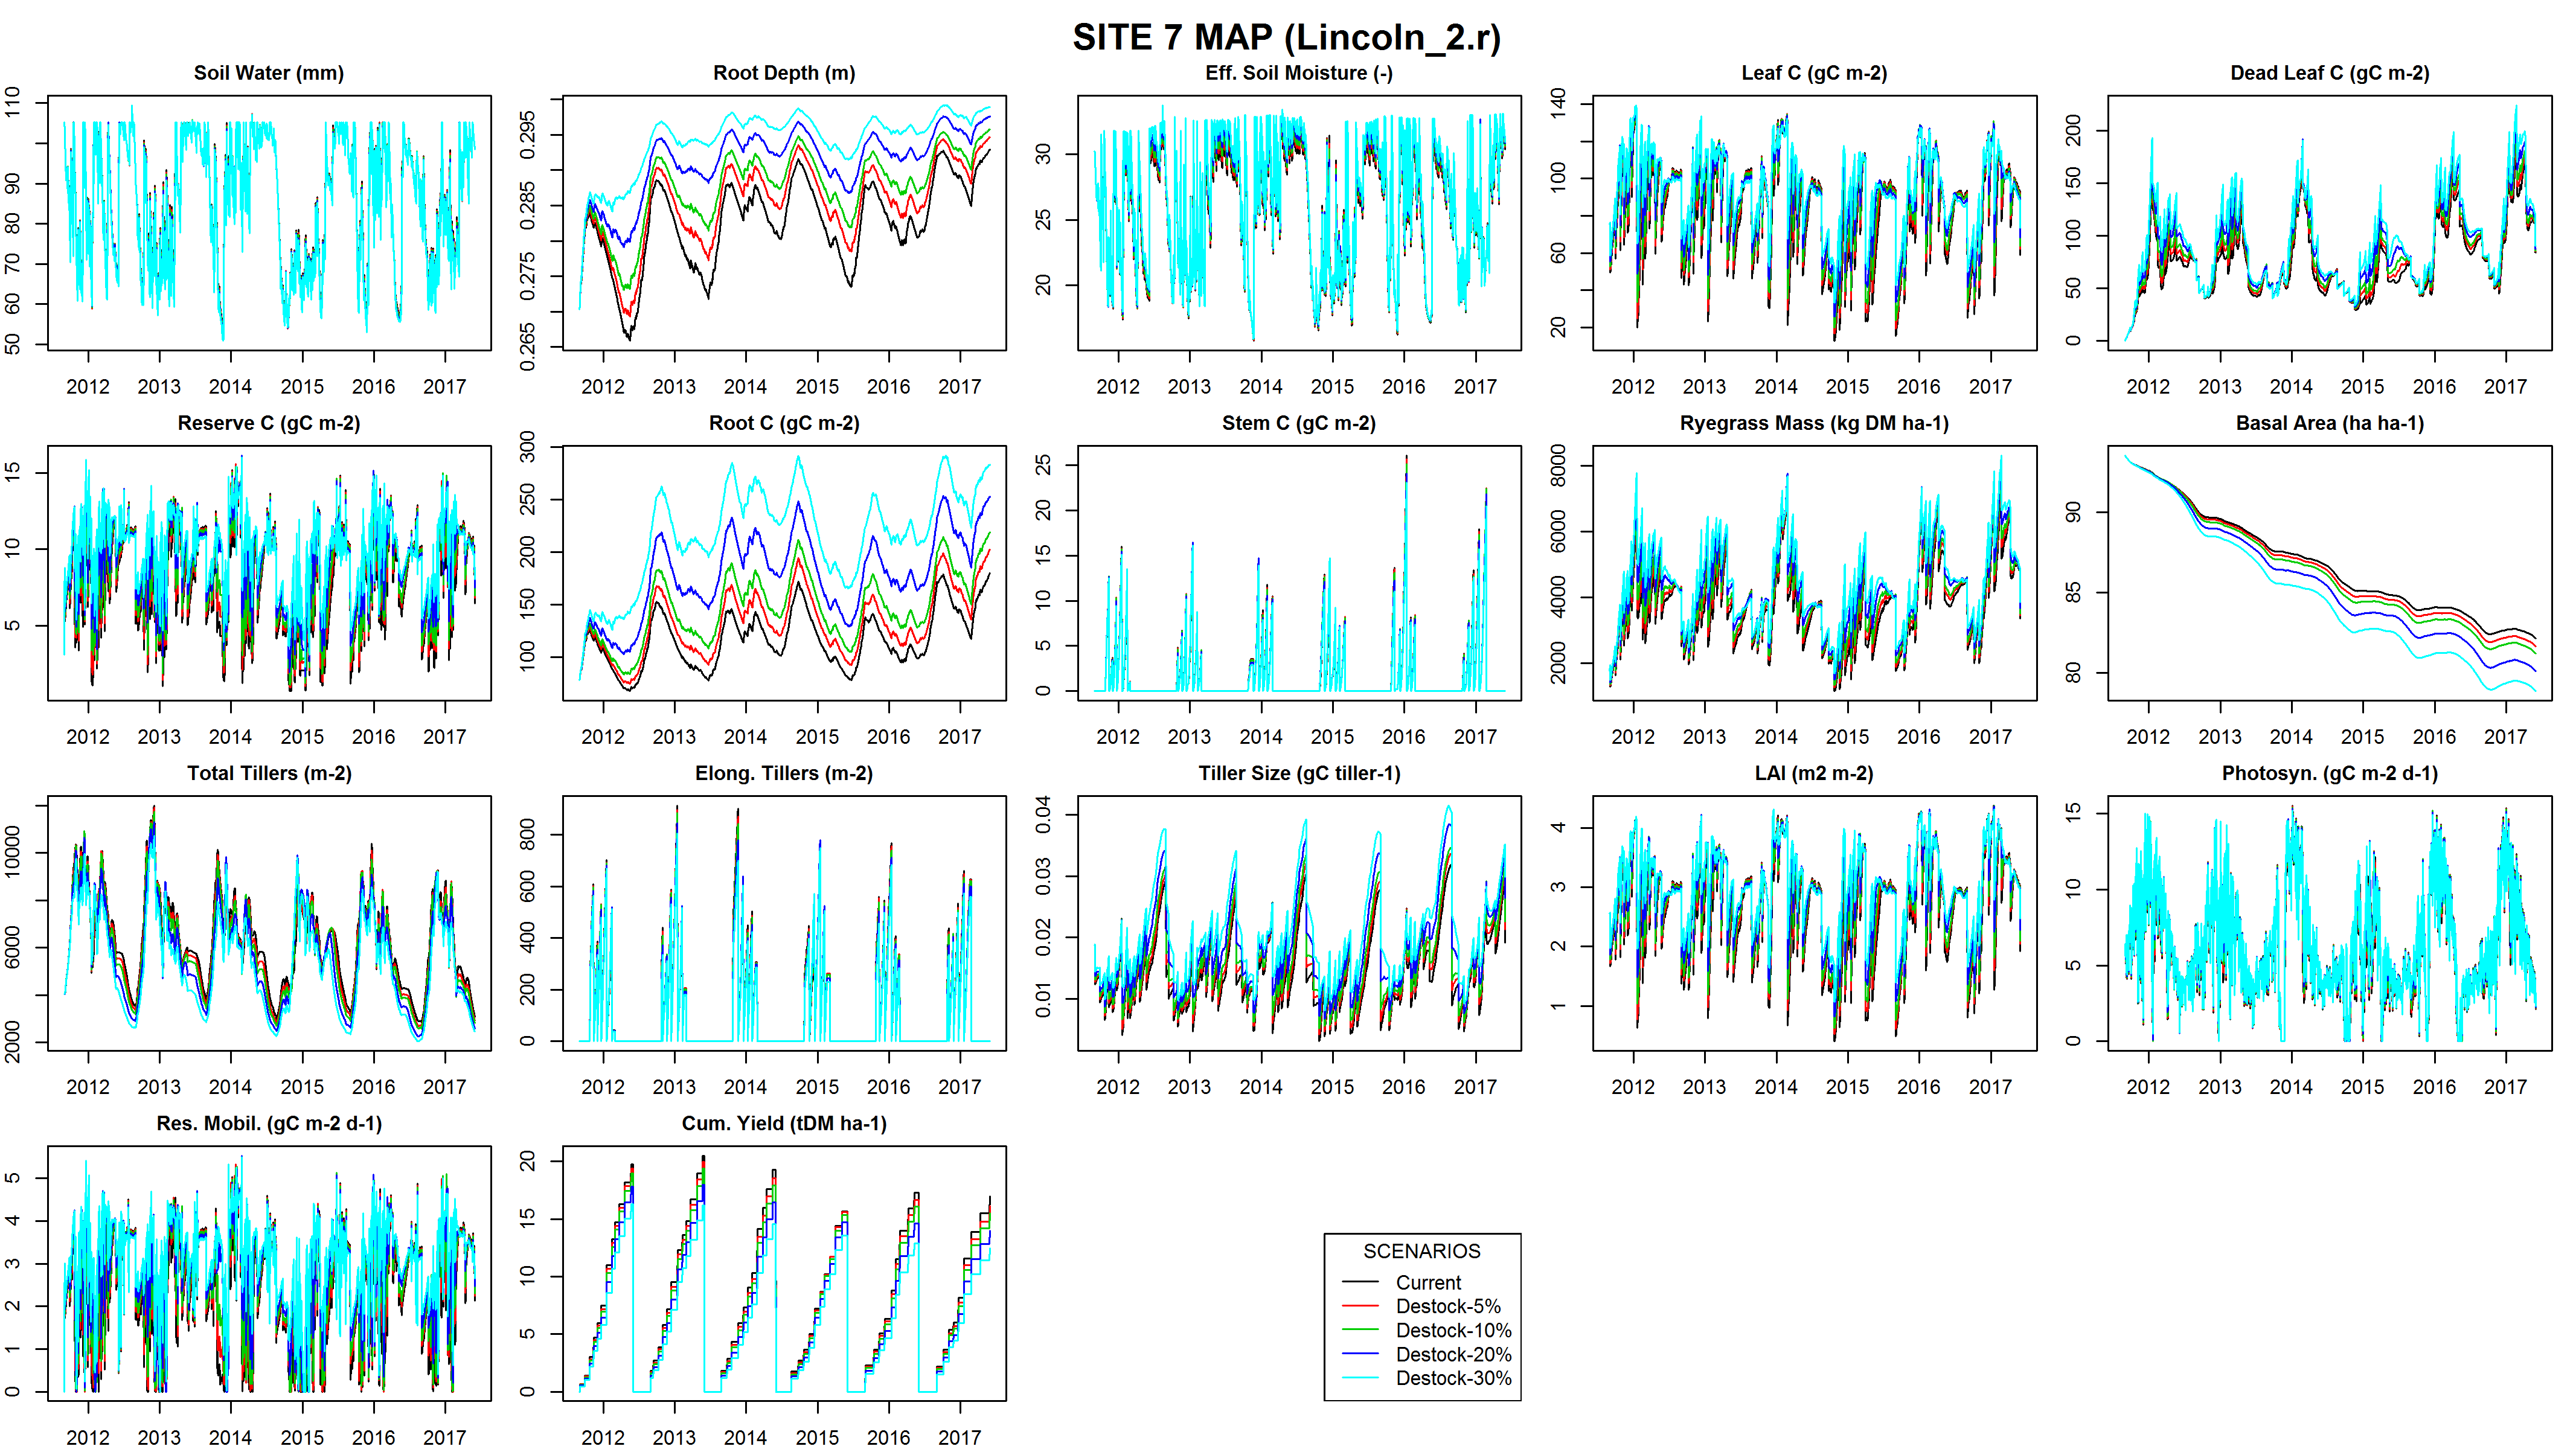 SITE 7 MAP (Lincoln_2.r)
Soil Water (mm)
50 60 70 80 90 110
2012 2013 2014 2015 2016 2017
Root Depth (m)
0.265 0.275 0.285 0.295
2012 2013 2014 2015 2016 2017
Eff. Soil Moisture (-)
20 25 30
2012 2013 2014 2015 2016 2017
Leaf C (gC m-2)
20 60 100 140
2012 2013 2014 2015 2016 2017
Dead Leaf C (gC m-2)
0 50 100 150 200
2012 2013 2014 2015 2016 2017
Reserve C (gC m-2)
5 10 15
2012 2013 2014 2015 2016 2017
Root C (gC m-2)
100 150 200 250 300
2012 2013 2014 2015 2016 2017
Stem C (gC m-2)
0 5 10 15 20 25
2012 2013 2014 2015 2016 2017
Ryegrass Mass (kg DM ha-1)
2000 4000 6000 8000
2012 2013 2014 2015 2016 2017
Basal Area (ha ha-1)
80 85 90
2012 2013 2014 2015 2016 2017
Total Tillers (m-2)
2000 6000 10000
2012 2013 2014 2015 2016 2017
Elong. Tillers (m-2)
0 200 400 600 800
2012 2013 2014 2015 2016 2017
Tiller Size (gC tiller-1)
0.01 0.02 0.03 0.04
2012 2013 2014 2015 2016 2017
LAI (m2 m-2)
1 2 3 4
2012 2013 2014 2015 2016 2017
Photosyn. (gC m-2 d-1)
0 5 10 15
2012 2013 2014 2015 2016 2017
Res. Mobil. (gC m-2 d-1)
0 1 2 3 4 5
2012 2013 2014 2015 2016 2017
Cum. Yield (tDM ha-1)
0 5 10 15 20
2012 2013 2014 2015 2016 2017
SCENARIOS
Current
Destock-5%
Destock-10%
Destock-20%
Destock-30%